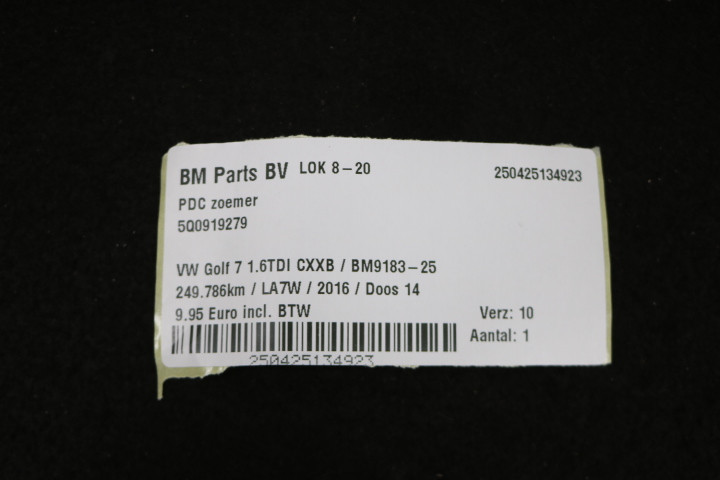 BM Parts BV LOK 8-20 250425134923
PDC zoemer
5Q0919279
VW Golf 7 1.6TDI CXXB / BM9183-25
249.786km / LA7W / 2016 / Doos 14
9.95 Euro incl. BTW Verz: 10
Aantal: 1
250425134923